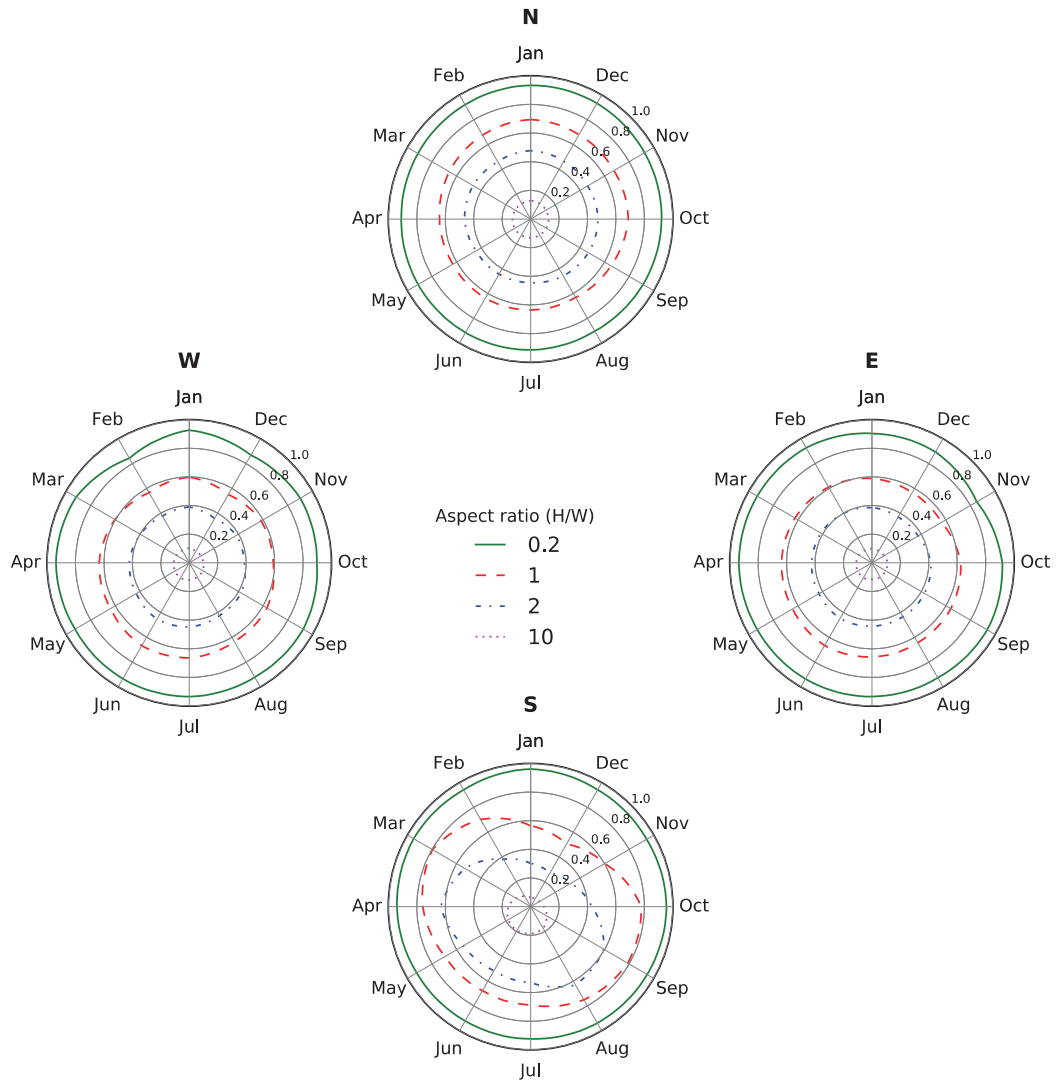 N
Jan
Feb
Dec
1.0
Mar
0.8
Nov
0.6
0.4
0.2
Apr
Oct
May
Sep
Jun
Aug
Jul
W
Jan
Feb
Dec
1.0
Mar
0.8
Nov
0.6
0.4
0.2
Apr
Oct
May
Sep
Jun
Aug
Jul
E
Jan
Feb
Dec
1.0
Mar
0.8
Nov
0.6
0.4
0.2
Apr
Oct
May
Sep
Jun
Aug
Jul
Aspect ratio (H/W)
0.2
1
2
10
S
Jan
Feb
Dec
1.0
Mar
0.8
Nov
0.6
0.4
0.2
Apr
Oct
May
Sep
Jun
Aug
Jul